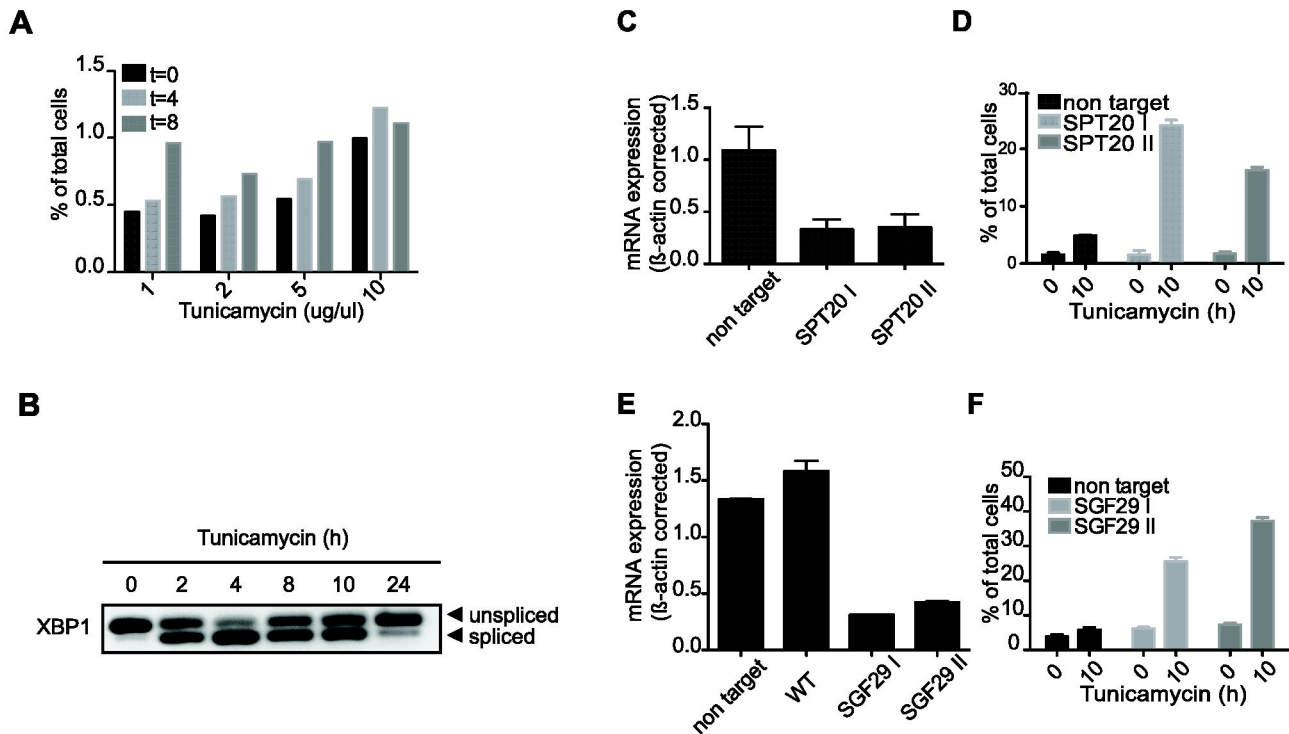 A
% of total cells
1.5
1.0
0.5
0.0
t=0
t=4
t=8
1
2
5
10
Tunicamycin (ug/ul)
B
Tunicamycin (h)
0 2 4 8 10 24
XBP1
unspliced
spliced
C
mRNA expression
(ß-actin corrected)
1.5
1.0
0.5
0.0
non target
SPT20 I
SPT20 II
D
% of total cells
30
20
10
0
non target
SPT20 I
SPT20 II
0 10 0 10 0 10
Tunicamycin (h)
E
mRNA expression
(ß-actin corrected)
2.0
1.5
1.0
0.5
0.0
non target
WT
SGF29 I
SGF29 II
F
% of total cells
50
40
30
20
10
0
non target
SGF29 I
SGF29 II
0 10 0 10 0 10
Tunicamycin (h)